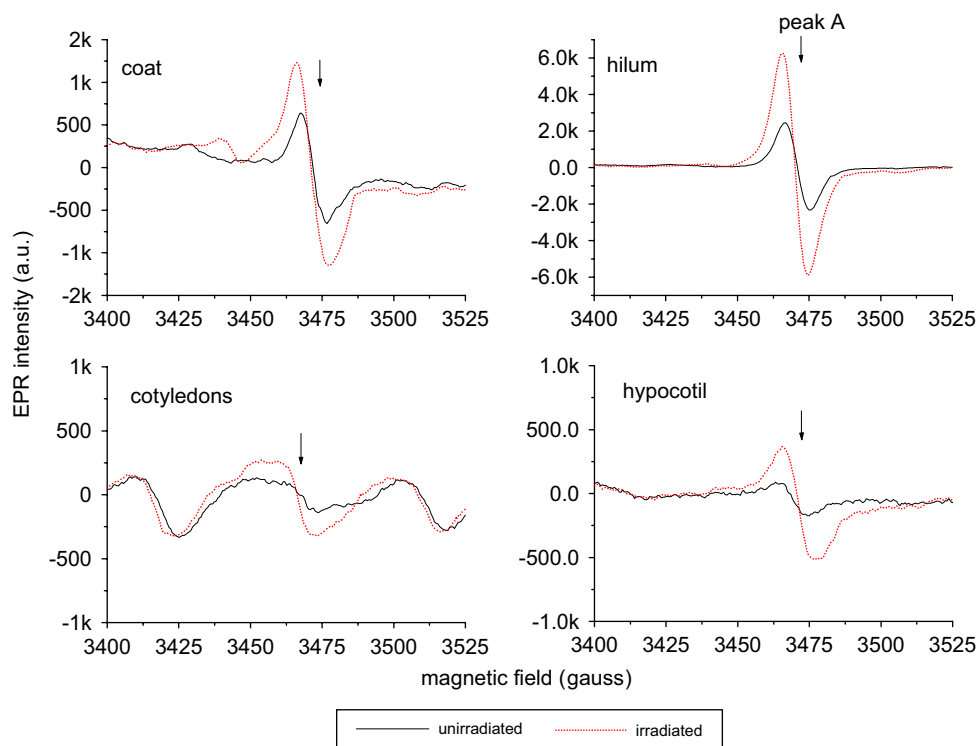 peak A
coat
hilum
2k
1k
500
0
-500
-1k
-2k
6.0k
4.0k
2.0k
0.0
-2.0k
-4.0k
-6.0k
3400 3425 3450 3475 3500 3525
3400 3425 3450 3475 3500 3525
EPR intensity (a.u.)
cotyledons
hypocotil
1k
500
0
-500
-1k
1.0k
500.0
0.0
-500.0
-1.0k
3400 3425 3450 3475 3500 3525
3400 3425 3450 3475 3500 3525
magnetic field (gauss)
unirradiated irradiated